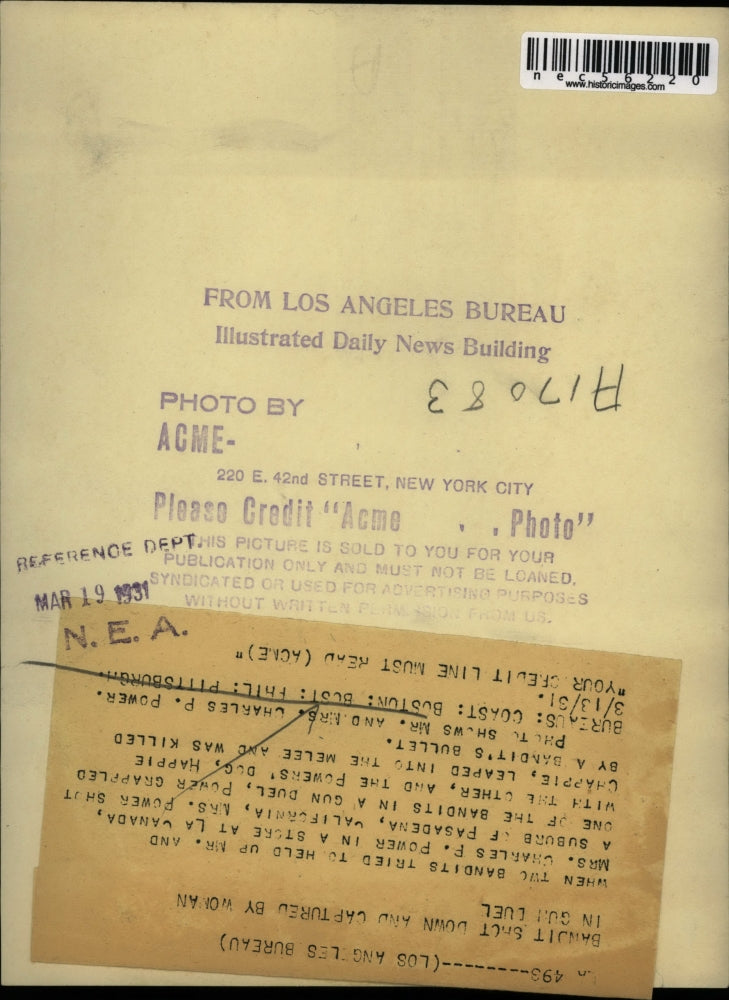 nec56220
www.historicimages.com
FROM LOS ANGELES BUREAU
Illustrated Daily News Building
A17083
PHOTO BY
ACME-
220 E. 42nd STREET, NEW YORK CITY
Please Credit "Acme Photo"
THIS PICTURE IS SOLD TO YOU FOR YOUR
PUBLICATION ONLY AND MUST NOT BE LOANED,
SYNDICATED OR USED FOR ADVERTISING PURPOSES
WITHOUT WRITTEN PERMISSION FROM US.
REFERENCE DEPT.
MAR 19 1931
N. E. A.
LA 493----------(LOS ANGELES BUREAU)
BANDIT SHOT DOWN AND CAPTURED BY WOMAN
IN GUN DUEL
WHEN TWO BANDITS TRIED TO HELD UP MR. AND
MRS. CHARLES P. POWER IN A STORE AT LA CANADA,
A SUBURB OF PASADENA, CALIFORNIA, MRS. POWER SHOT
ONE OF THE BANDITS IN A GUN DUEL, POWER GRAPPLED
WITH THE OTHER, AND THE POWERS' DOG, HAPPIE
CHAPPIE, LEAPED INTO THE MELEE AND WAS KILLED
BY A BANDIT'S BULLET.
PHOTO SHOWS MR. AND MRS. CHARLES P. POWER.
BUREAUS: COAST: BOSTON: BOST: PHIL: PITTSBURGH.
3/13/31.
"YOUR CREDIT LINE MUST READ (ACME)"